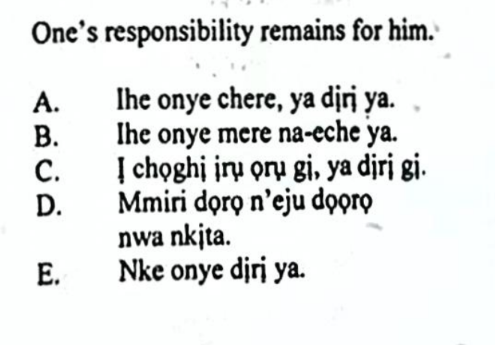 One's responsibility remains for him.
A. Ihe onye chere, ya dịrị ya.
B. Ihe onye mere na-eche ya.
C. Ị chọghị ịrụ ọrụ gị, ya dịrị gị.
D. Mmiri dọrọ n'eju dọọrọ
nwa nkịta.
E. Nke onye dịrị ya.